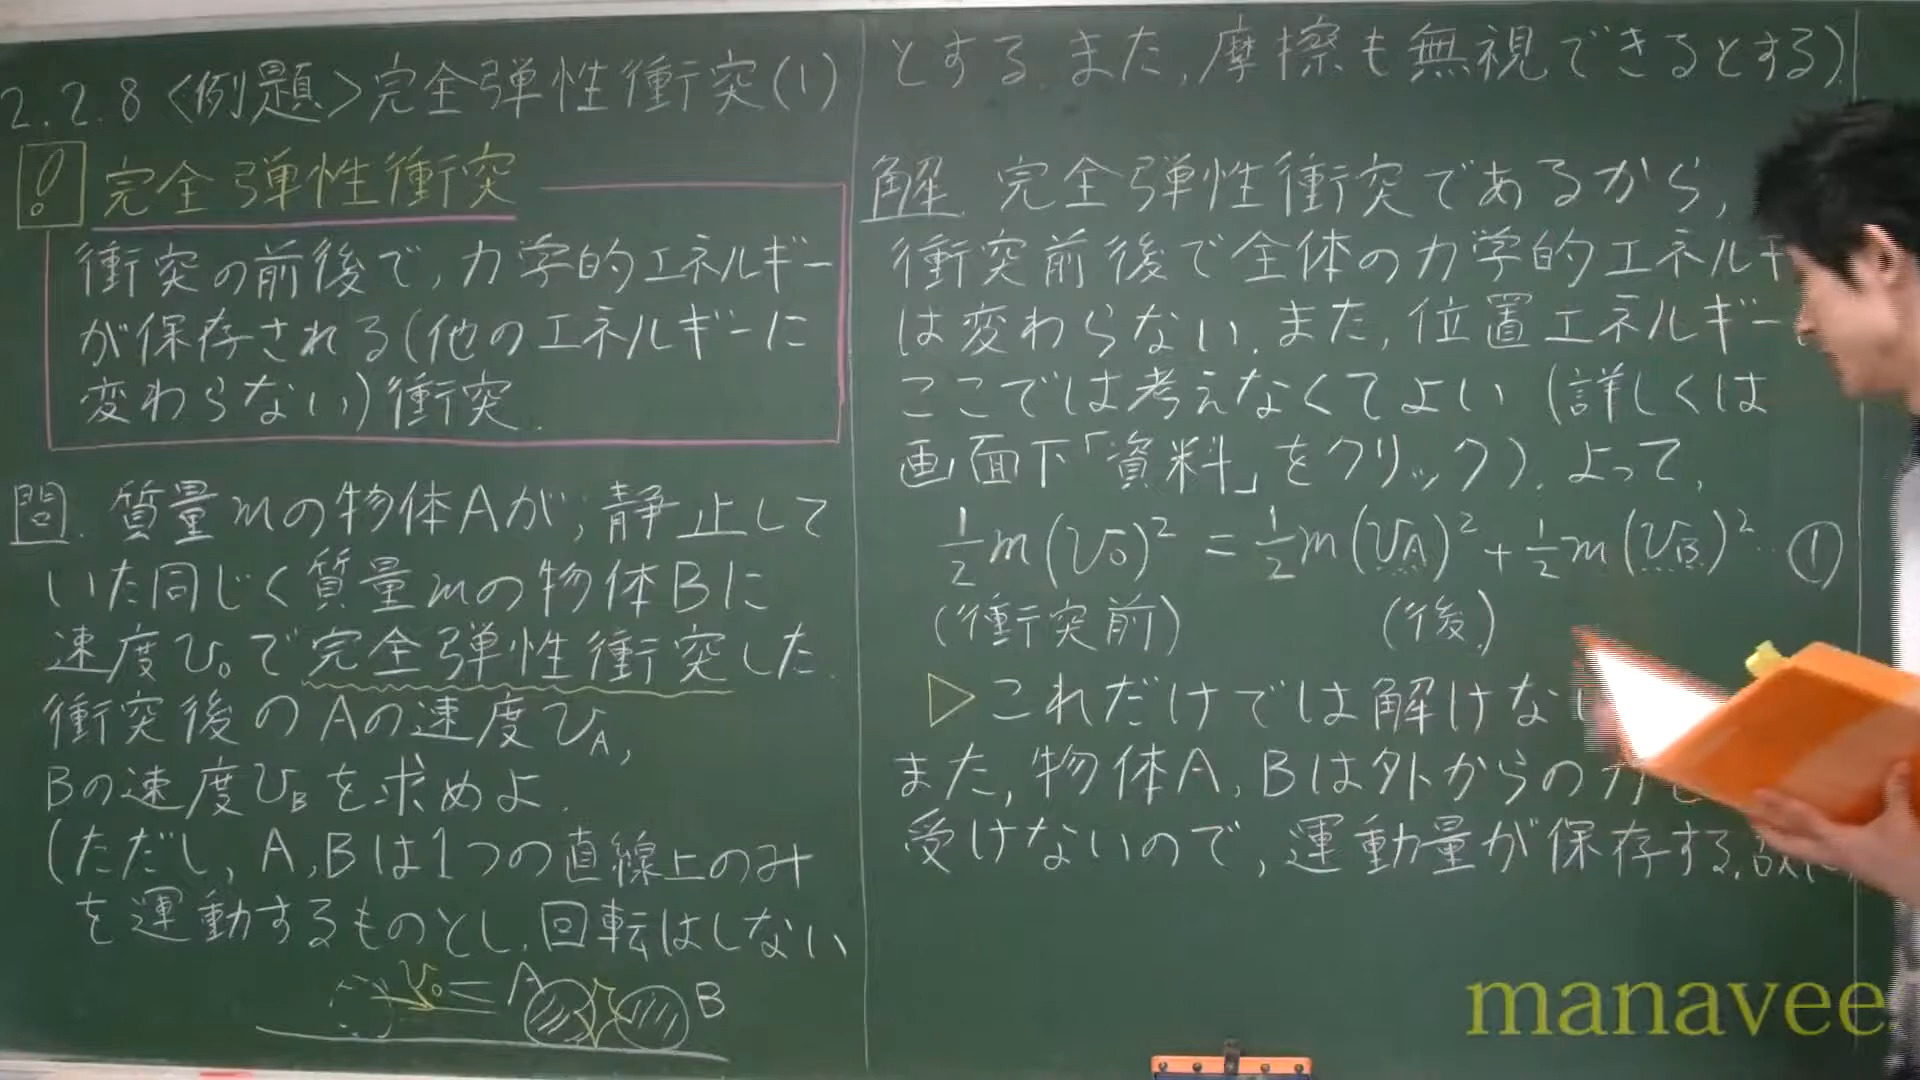 2.2.8 <例題>完全弾性衝突(1)
! 完全弾性衝突
衝突の前後で,力学的エネルギー
が保存される(他のエネルギーに
変わらない)衝突.
問. 質量mの物体Aが,静止して
いた同じく質量mの物体Bに
速度v₀で完全弾性衝突した.
衝突後のAの速度v_A,
Bの速度v_Bを求めよ.
(ただし, A,Bは1つの直線上のみ
を運動するものとし,回転はしない
v₀ A B
とする.また,摩擦も無視できるとする)
解. 完全弾性衝突であるから,
衝突前後で全体の力学的エネルギ
は変わらない.また,位置エネルギー
ここでは考えなくてよい (詳しくは
画面下「資料」をクリック).よって,
½m(v₀)² = ½m(v_A)² + ½m(v_B)² ①
(衝突前) (後)
▷これだけでは解けな
また,物体A,Bは外からの力を
受けないので,運動量が保存する.
manavee